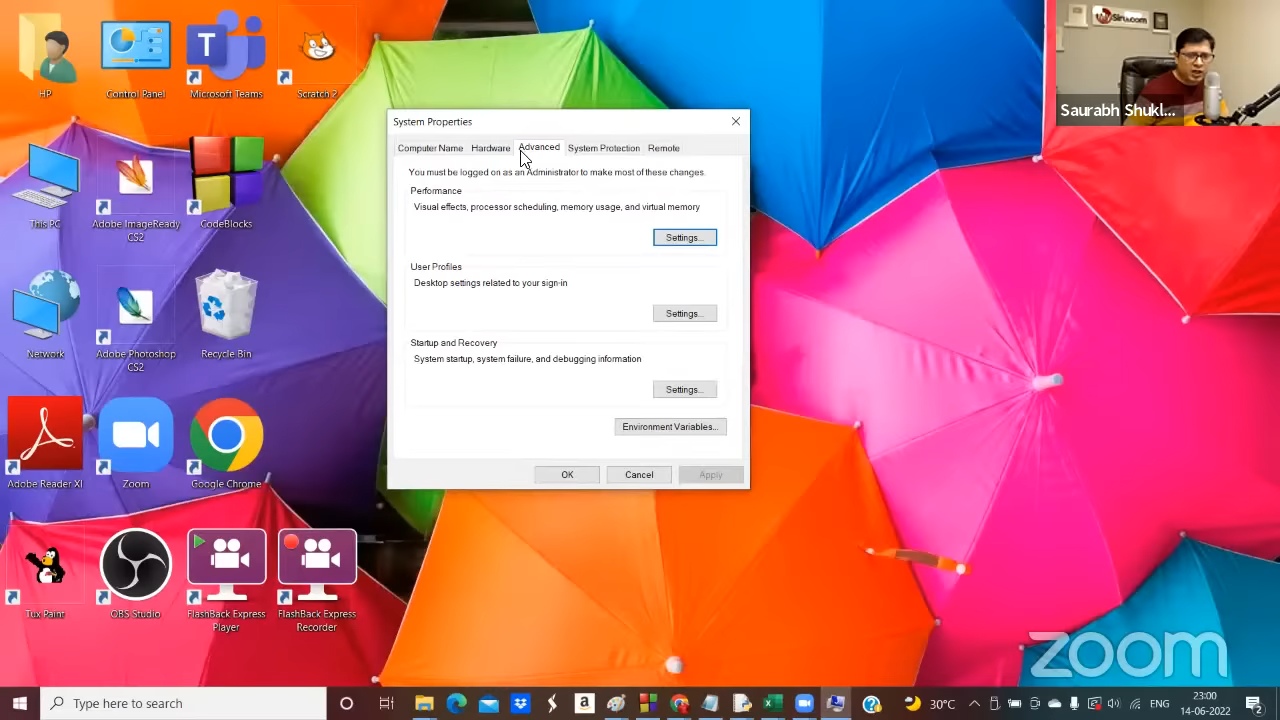 HP
Control Panel
Microsoft Teams
Scratch 2
This PC
Adobe ImageReady
CS2
CodeBlocks
Network
Adobe Photoshop
CS2
Recycle Bin
Adobe Reader XI
Zoom
Google Chrome
Tux Paint
OBS Studio
FlashBack Express
Player
FlashBack Express
Recorder
System Properties
Computer Name Hardware Advanced System Protection Remote
You must be logged on as an Administrator to make most of these changes.
Performance
Visual effects, processor scheduling, memory usage, and virtual memory
Settings...
User Profiles
Desktop settings related to your sign-in
Settings...
Startup and Recovery
System startup, system failure, and debugging information
Settings...
Environment Variables...
OK Cancel Apply
MySirG.com
Saurabh Shukl...
zoom
Type here to search
30°C
ENG
23:00
14-06-2022
2